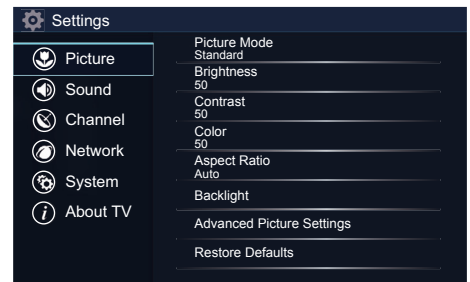 Settings
Picture
Sound
Channel
Network
System
About TV
Picture Mode
Standard
Brightness
50
Contrast
50
Color
50
Aspect Ratio
Auto
Backlight
Advanced Picture Settings
Restore Defaults